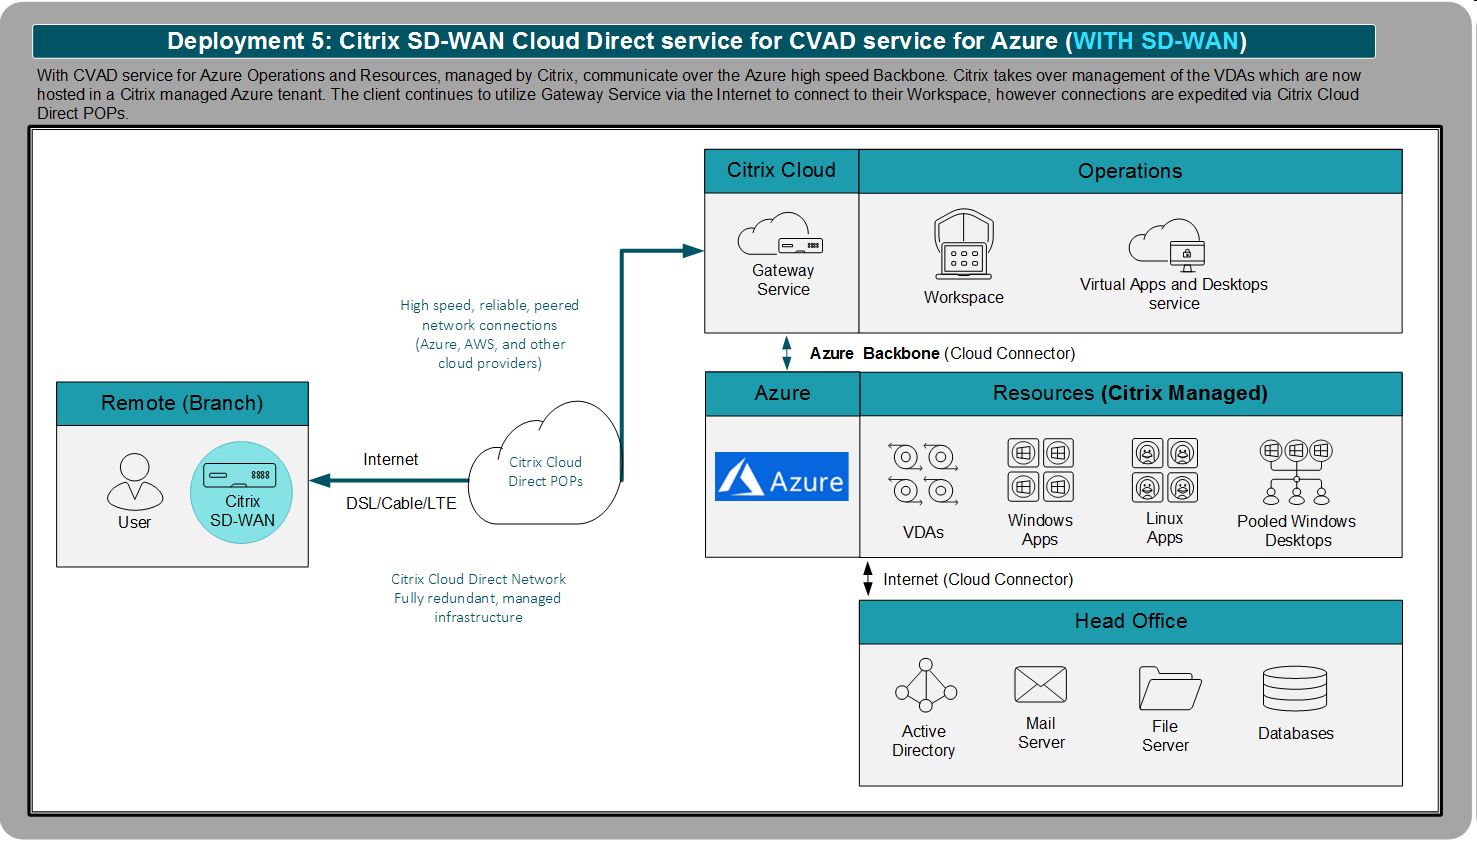 Deployment 5: Citrix SD-WAN Cloud Direct service for CVAD service for Azure (WITH SD-WAN)
With CVAD service for Azure Operations and Resources, managed by Citrix, communicate over the Azure high speed Backbone. Citrix takes over management of the VDAs which are now
hosted in a Citrix managed Azure tenant. The client continues to utilize Gateway Service via the Internet to connect to their Workspace, however connections are expedited via Citrix Cloud
Direct POPs.
Citrix Cloud
Operations
Gateway
Service
Workspace
Virtual Apps and Desktops
service
High speed, reliable, peered
network connections
(Azure, AWS, and other
cloud providers)
Azure Backbone (Cloud Connector)
Remote (Branch)
User
Citrix
SD-WAN
Internet
DSL/Cable/LTE
Citrix Cloud
Direct POPs
Citrix Cloud Direct Network
Fully redundant, managed
infrastructure
Azure
Resources (Citrix Managed)
Azure
VDAs
Windows
Apps
Linux
Apps
Pooled Windows
Desktops
Internet (Cloud Connector)
Head Office
Active
Directory
Mail
Server
File
Server
Databases